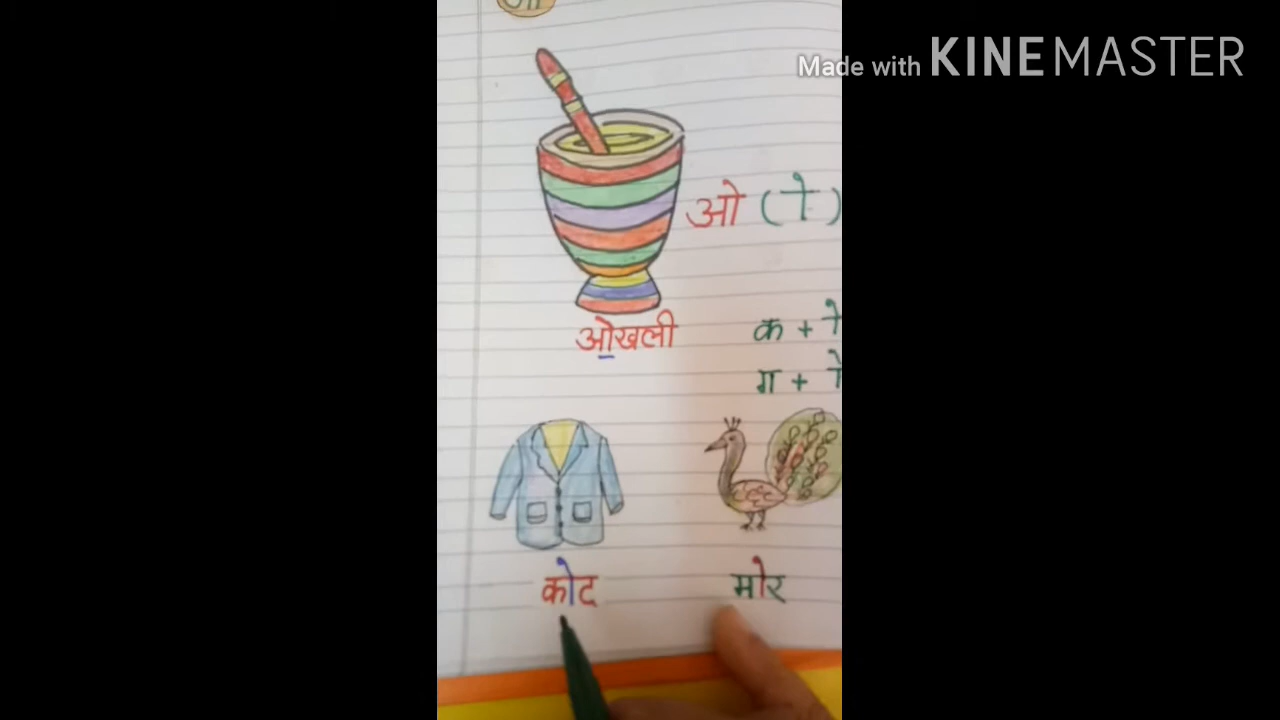 Made with KINEMASTER
ओ ( ो )
ओखली
क + ो
ग + ो
कोट मोर